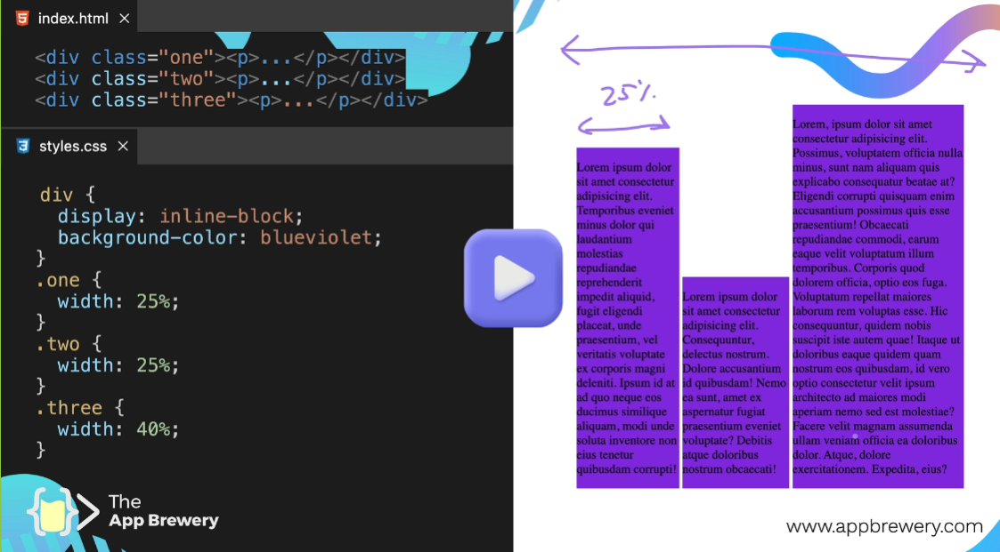 index.html
<div class="one"><p>...</p></div>
<div class="two"><p>...</p></div>
<div class="three"><p>...</p></div>
styles.css
div {
display: inline-block;
background-color: blueviolet;
}
.one {
width: 25%;
}
.two {
width: 25%;
}
.three {
width: 40%;
}
The
App Brewery
25%
Lorem ipsum dolor
sit amet consectetur
adipisicing elit.
Temporibus eveniet
minus dolor qui
laudantium
molestias
repudiandae
reprehenderit
impedit aliquid,
fugit eligendi
placeat, unde
praesentium, vel
veritatis voluptate
ex corporis magni
deleniti. Ipsum id at
ad quo neque eos
ducimus similique
aliquam, modi unde
soluta inventore non
eius tenetur
quibusdam corrupti!
Lorem ipsum dolor
sit amet consectetur
adipisicing elit.
Consequuntur,
delectus nostrum.
Dolore accusantium
id quibusdam! Nemo
ea sunt, amet ex
aspernatur fugiat
praesentium eveniet
voluptate? Debitis
atque doloribus
nostrum obcaecati!
Lorem, ipsum dolor sit amet
consectetur adipisicing elit.
Possimus, voluptatem officia nulla
minus, sunt nam aliquam quis
explicabo consequatur beatae at?
Eligendi corrupti quisquam enim
accusantium possimus quis esse
praesentium! Obcaecati
repudiandae commodi, earum
eaque velit voluptatum illum
temporibus. Corporis quod
dolorem officia, optio eos fuga.
Voluptatum repellat maiores
laborum rem voluptas esse. Hic
consequuntur, quidem nobis
suscipit iste autem quae! Itaque ut
doloribus eaque quidem quam
nostrum eos quibusdam, id vero
optio consectetur velit ipsum
architecto ad maiores modi
aperiam nemo sed est molestiae?
Facere velit magnam assumenda
ullam veniam officia ea doloribus
dolor. Atque, dolore
exercitationem. Expedita, eius?
www.appbrewery.com